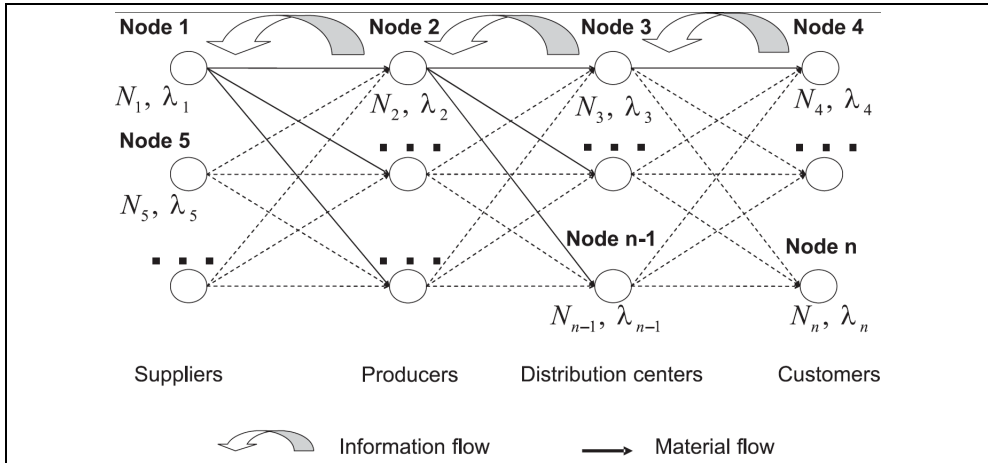 Node 1 Node 2 Node 3 Node 4
N₁, λ₁ N₂, λ₂ N₃, λ₃ N₄, λ₄
Node 5 ... ... ...
N₅, λ₅
Node n-1 Node n
... ...
Nₙ₋₁, λₙ₋₁ Nₙ, λₙ
Suppliers Producers Distribution centers Customers
Information flow Material flow